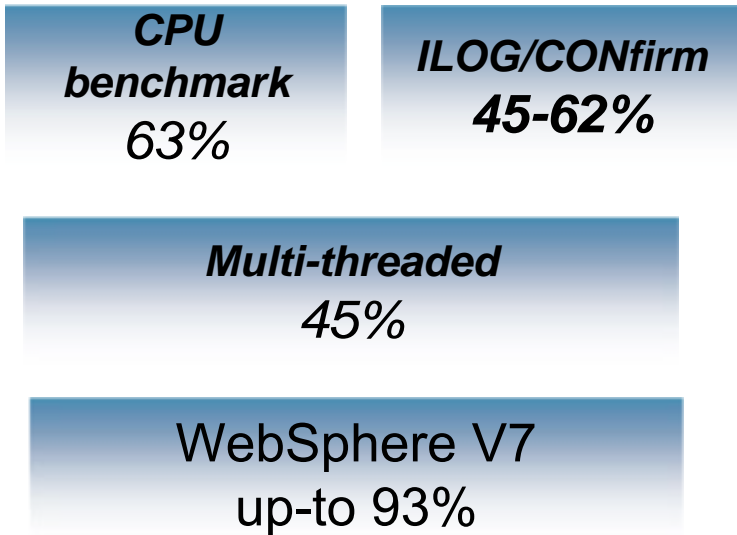 CPU
benchmark
63%
ILOG/CONfirm
45-62%
Multi-threaded
45%
WebSphere V7
up-to 93%